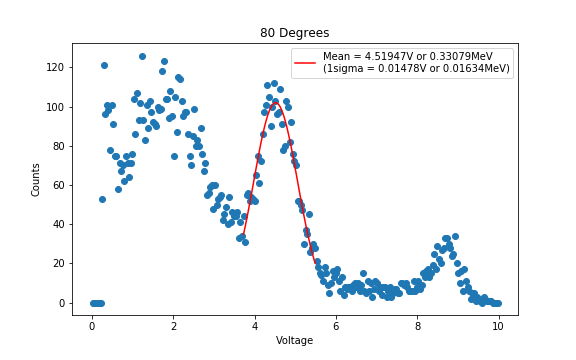 80 Degrees
Mean = 4.51947V or 0.33079MeV
(1sigma = 0.01478V or 0.01634MeV)
120
100
80
60
40
20
0
Counts
0 2 4 6 8 10
Voltage